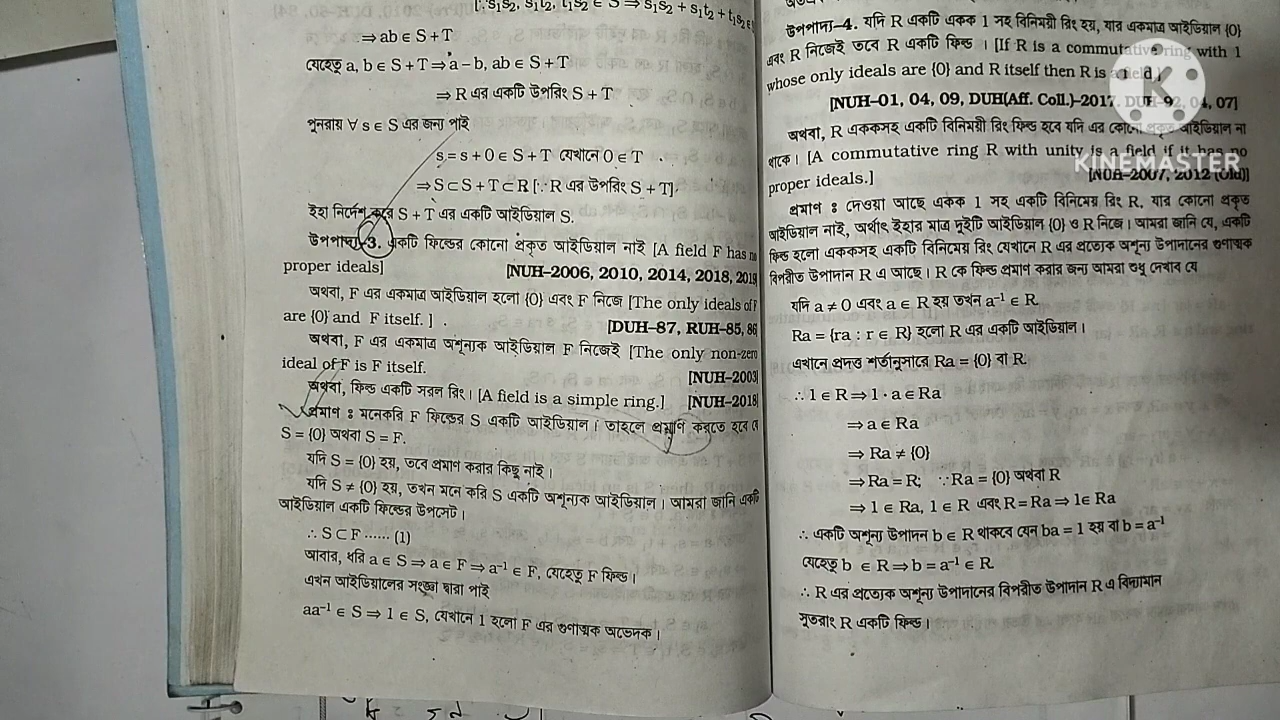 [∵ s₁s₂, s₁t₂, t₁s₂ ∈ S ⇒ s₁s₂ + s₁t₂ + t₁s₂ ∈
⇒ ab ∈ S + T
যেহেতু a, b ∈ S + T ⇒ a – b, ab ∈ S + T
⇒ R এর একটি উপরিং S + T
পুনরায় ∀ s ∈ S এর জন্য পাই
s = s + 0 ∈ S + T যেখানে 0 ∈ T
⇒ S ⊂ S + T ⊂ R [∵ R এর উপরিং S + T].
ইহা নির্দেশ করে S + T এর একটি আইডিয়াল S.
উপপাদ্য–3. একটি ফিল্ডের কোনো প্রকৃত আইডিয়াল নাই [A field F has no
proper ideals] [NUH–2006, 2010, 2014, 2018, 2019]
অথবা, F এর একমাত্র আইডিয়াল হলো {0} এবং F নিজে [The only ideals of F
are {0} and F itself. ] . [DUH–87, RUH–85, 86]
অথবা, F এর একমাত্র অশূন্যক আইডিয়াল F নিজেই [The only non-zero
ideal of F is F itself. [NUH–2003]
অথবা, ফিল্ড একটি সরল রিং। [A field is a simple ring.] [NUH–2018]
প্রমাণ : মনেকরি F ফিল্ডের S একটি আইডিয়াল। তাহলে প্রমাণ করতে হবে যে
S = {0} অথবা S = F.
যদি S = {0} হয়, তবে প্রমাণ করার কিছু নাই।
যদি S ≠ {0} হয়, তখন মনে করি S একটি অশূন্যক আইডিয়াল। আমরা জানি একটি
আইডিয়াল একটি ফিল্ডের উপসেট।
∴ S ⊂ F ...... (1)
আবার, ধরি a ∈ S ⇒ a ∈ F ⇒ a⁻¹ ∈ F, যেহেতু F ফিল্ড।
এখন আইডিয়ালের সংজ্ঞা দ্বারা পাই
aa⁻¹ ∈ S ⇒ 1 ∈ S, যেখানে 1 হলো F এর গুণাত্মক অভেদক।
উপপাদ্য–4. যদি R একটি একক 1 সহ বিনিময়ী রিং হয়, যার একমাত্র আইডিয়াল {0}
এবং R নিজেই তবে R একটি ফিল্ড । [If R is a commutative ring with 1
whose only ideals are {0} and R itself then R is a field.]
[NUH–01, 04, 09, DUH(Aff. Coll.)–2017, DUH–92, 04, 07]
অথবা, R এককসহ একটি বিনিময়ী রিং ফিল্ড হবে যদি এর কোনো প্রকৃত আইডিয়াল না
থাকে। [A commutative ring R with unity is a field if it has no
proper ideals.] [NUH–2007, 2012 (Old)]
প্রমাণ : দেওয়া আছে একক 1 সহ একটি বিনিমেয় রিং R, যার কোনো প্রকৃত
আইডিয়াল নাই, অর্থাৎ ইহার মাত্র দুইটি আইডিয়াল {0} ও R নিজে। আমরা জানি যে, একটি
ফিল্ড হলো এককসহ একটি বিনিমেয় রিং যেখানে R এর প্রত্যেক অশূন্য উপাদানের গুণাত্মক
বিপরীত উপাদান R এ আছে। R কে ফিল্ড প্রমাণ করার জন্য আমরা শুধু দেখাব যে
যদি a ≠ 0 এবং a ∈ R হয় তখন a⁻¹ ∈ R.
Ra = {ra : r ∈ R} হলো R এর একটি আইডিয়াল।
এখানে প্রদত্ত শর্তানুসারে Ra = {0} বা R.
∴ 1 ∈ R ⇒ 1 · a ∈ Ra
⇒ a ∈ Ra
⇒ Ra ≠ {0}
⇒ Ra = R; ∵ Ra = {0} অথবা R
⇒ 1 ∈ Ra, 1 ∈ R এবং R = Ra ⇒ 1∈ Ra
∴ একটি অশূন্য উপাদন b ∈ R থাকবে যেন ba = 1 হয় বা b = a⁻¹
যেহেতু b ∈ R ⇒ b = a⁻¹ ∈ R.
∴ R এর প্রত্যেক অশূন্য উপাদানের বিপরীত উপাদান R এ বিদ্যমান
সুতরাং R একটি ফিল্ড।
K
KINEMASTER